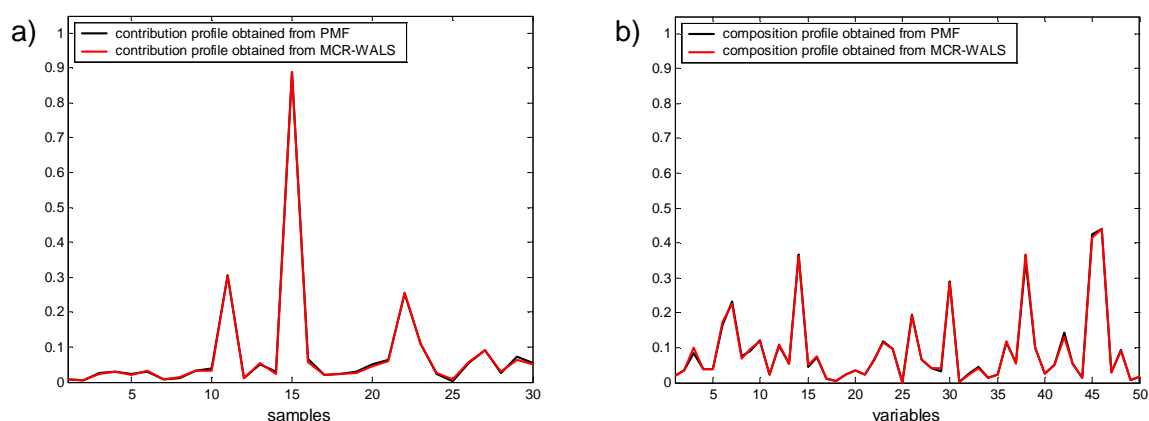 a)
contribution profile obtained from PMF
contribution profile obtained from MCR-WALS
1
0.9
0.8
0.7
0.6
0.5
0.4
0.3
0.2
0.1
0
5 10 15 20 25 30
samples
b)
composition profile obtained from PMF
composition profile obtained from MCR-WALS
1
0.9
0.8
0.7
0.6
0.5
0.4
0.3
0.2
0.1
0
5 10 15 20 25 30 35 40 45 50
variables